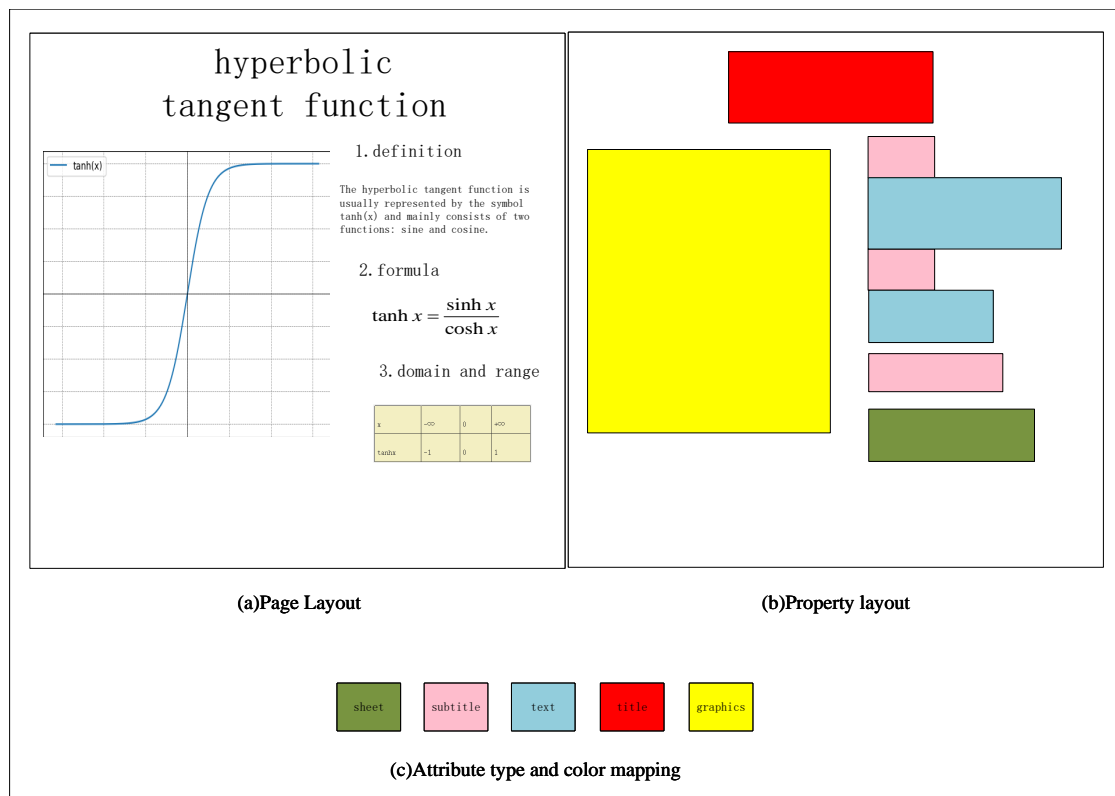 hyperbolic
tangent function
tanh(x)
1.definition
The hyperbolic tangent function is
usually represented by the symbol
tanh(x) and mainly consists of two
functions: sine and cosine.
2.formula
tanh x = sinh x / cosh x
3.domain and range
x -∞ 0 +∞
tanhx -1 0 1
(a)Page Layout
(b)Property layout
sheet subtitle text title graphics
(c)Attribute type and color mapping